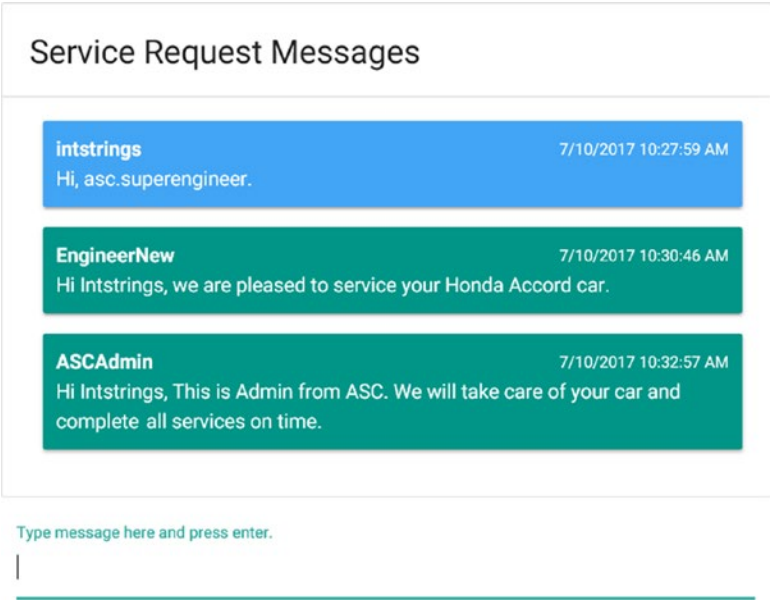 Service Request Messages
intstrings 7/10/2017 10:27:59 AM
Hi, asc.superengineer.
EngineerNew 7/10/2017 10:30:46 AM
Hi Intstrings, we are pleased to service your Honda Accord car.
ASCAdmin 7/10/2017 10:32:57 AM
Hi Intstrings, This is Admin from ASC. We will take care of your car and
complete all services on time.
Type message here and press enter.